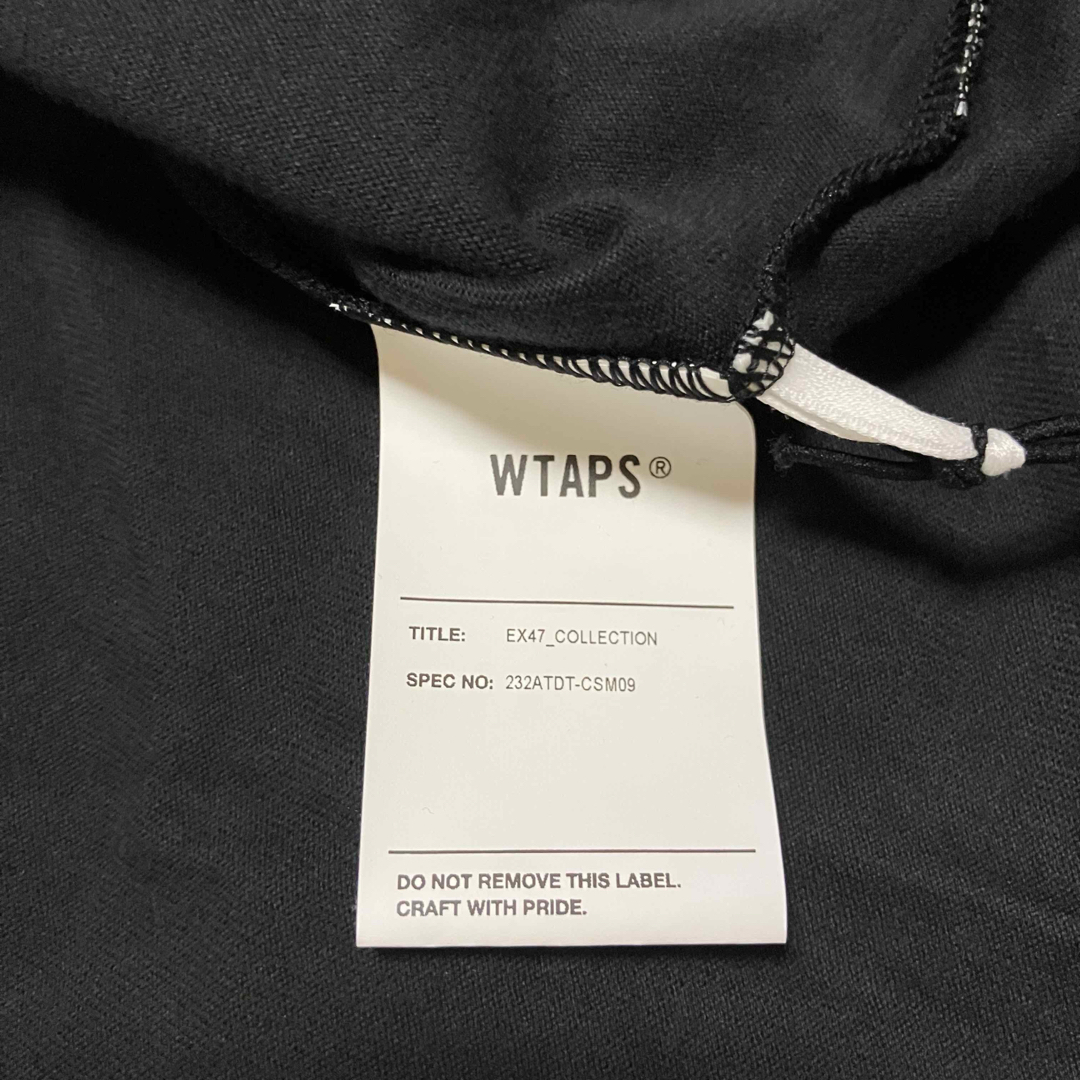 WTAPS®
TITLE: EX47_COLLECTION
SPEC NO: 232ATDT-CSM09
DO NOT REMOVE THIS LABEL.
CRAFT WITH PRIDE.